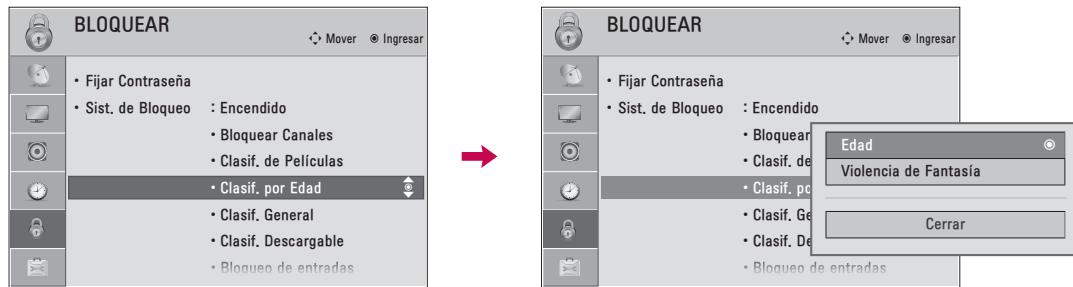 BLOQUEAR
Mover Ingresar
• Fijar Contraseña
• Sist. de Bloqueo : Encendido
• Bloquear Canales
• Clasif. de Películas
• Clasif. por Edad
• Clasif. General
• Clasif. Descargable
• Bloqueo de entradas
BLOQUEAR
Mover Ingresar
• Fijar Contraseña
• Sist. de Bloqueo : Encendido
• Bloquear
• Clasif. de
• Clasif. po
• Clasif. Ge
• Clasif. De
• Bloqueo de entradas
Edad
Violencia de Fantasía
Cerrar